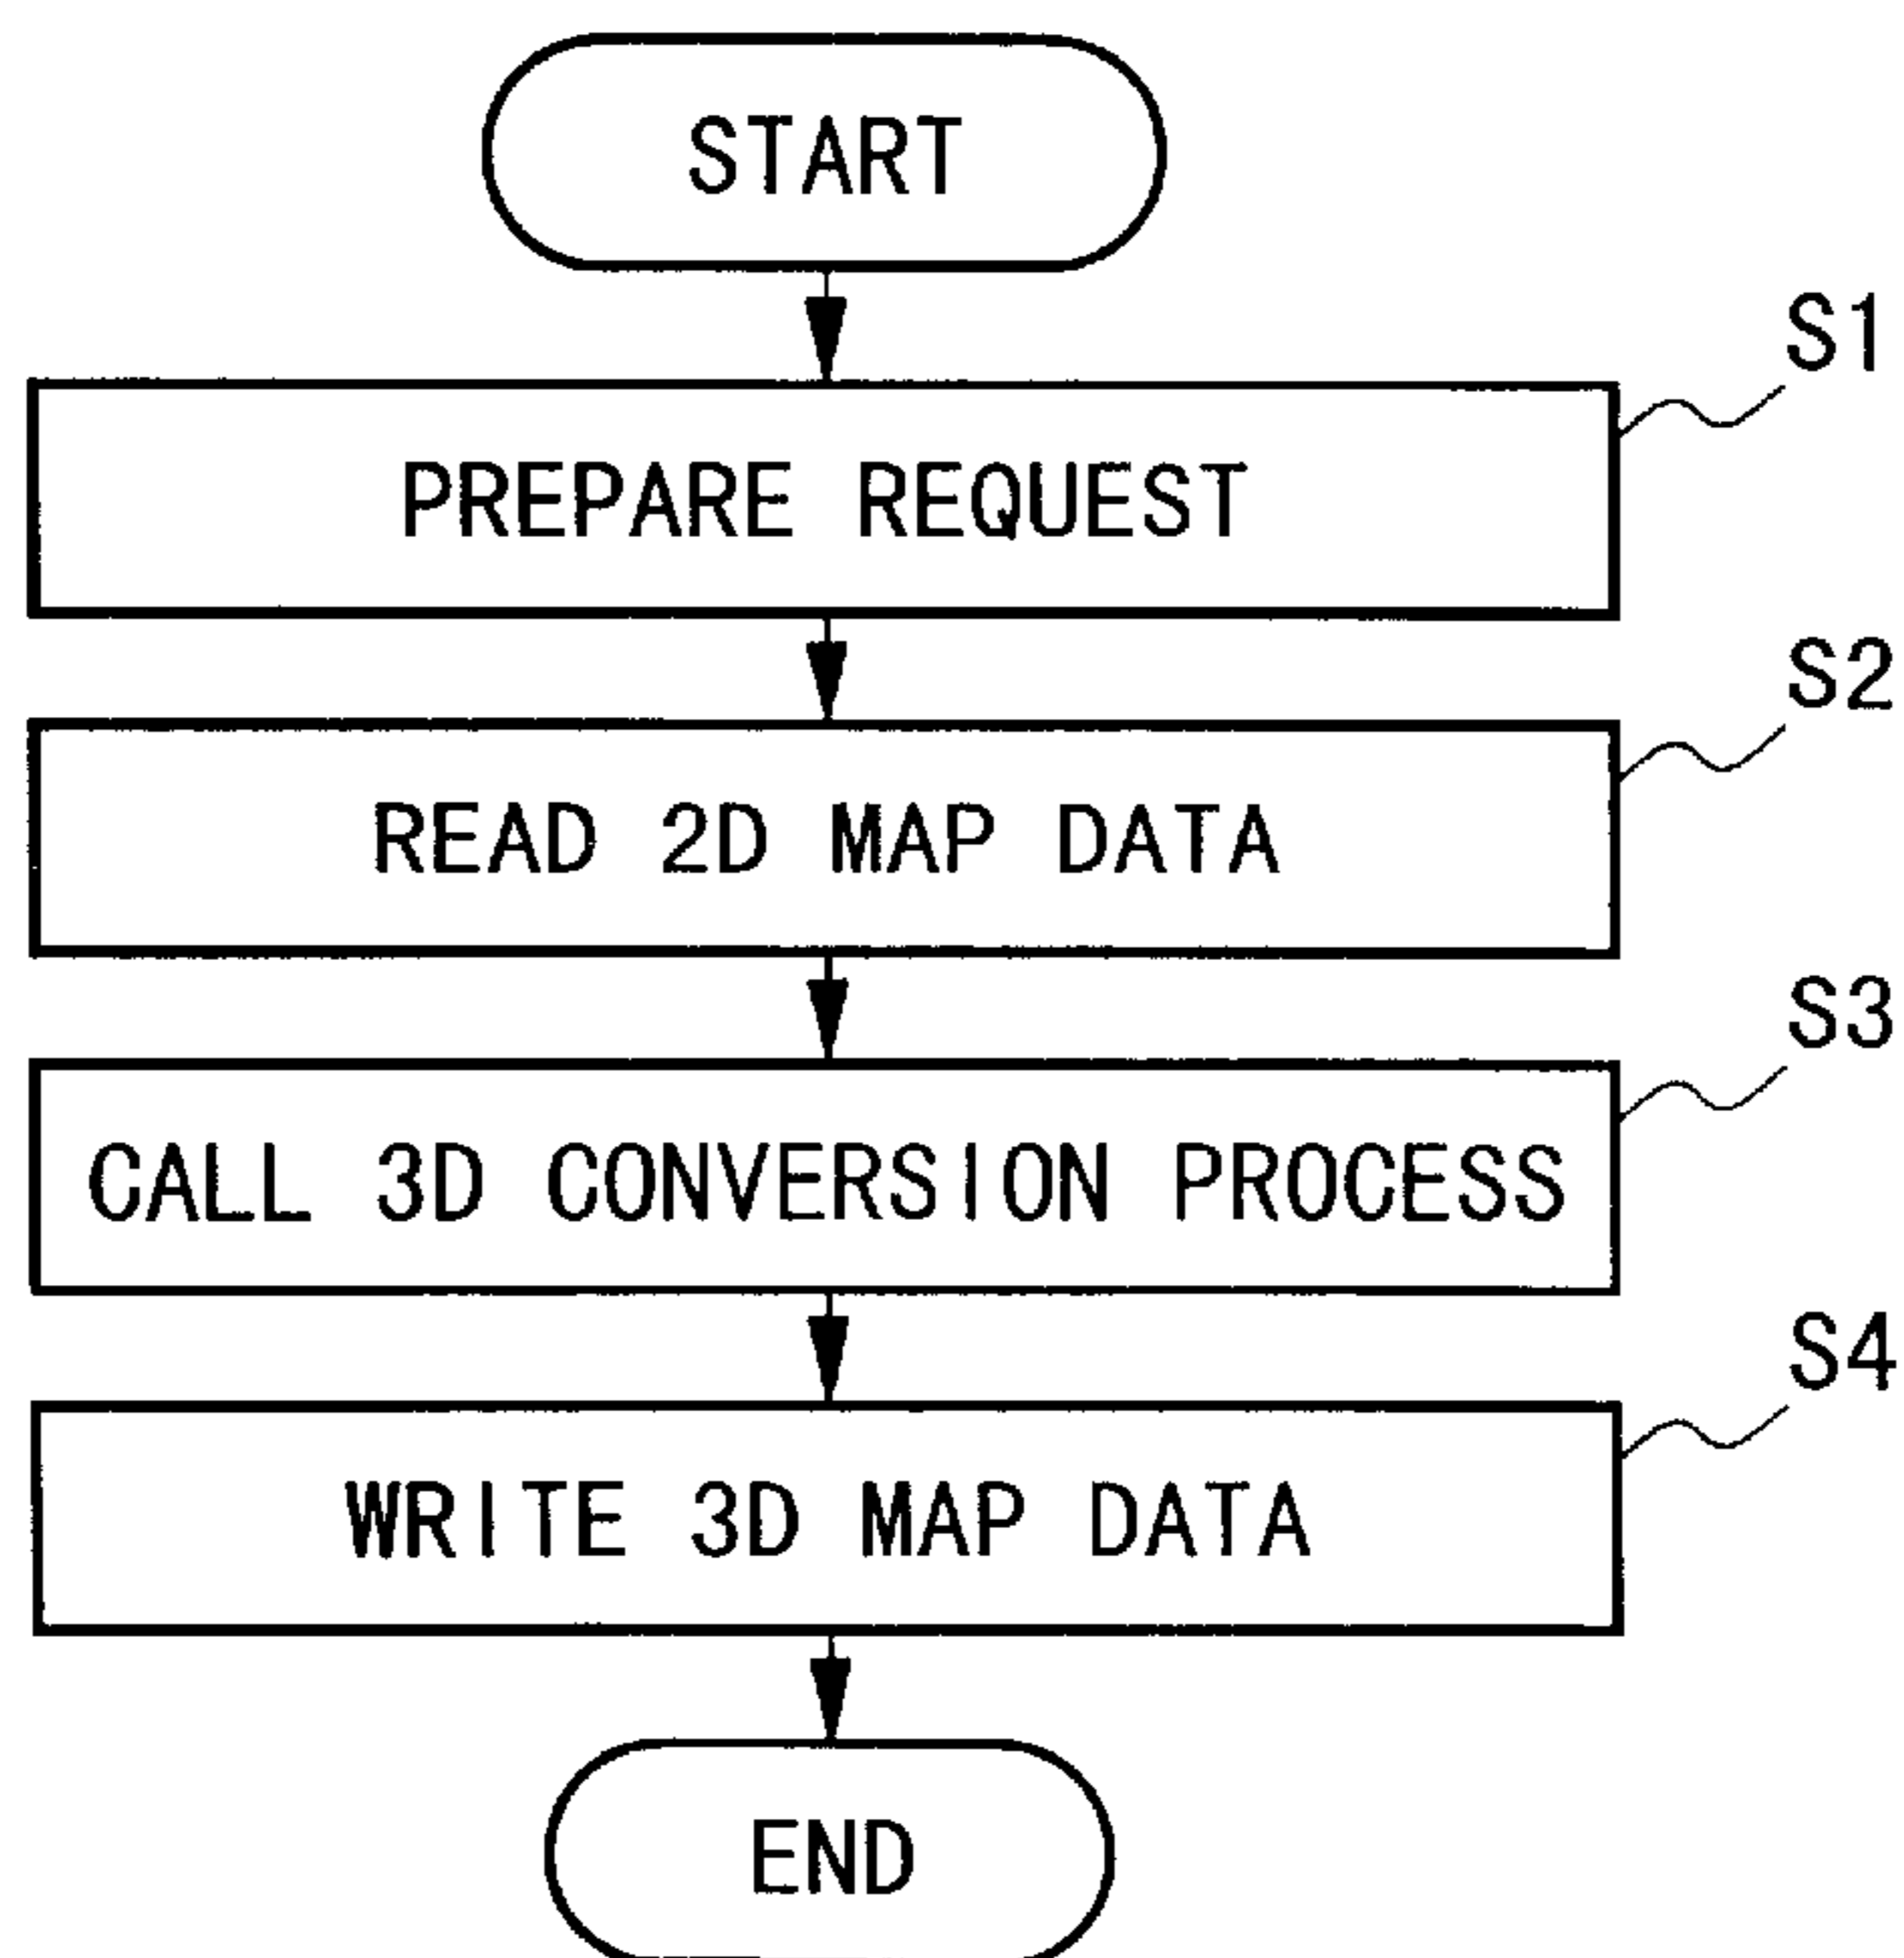 START
S1
PREPARE REQUEST
S2
READ 2D MAP DATA
S3
CALL 3D CONVERSION PROCESS
S4
WRITE 3D MAP DATA
END